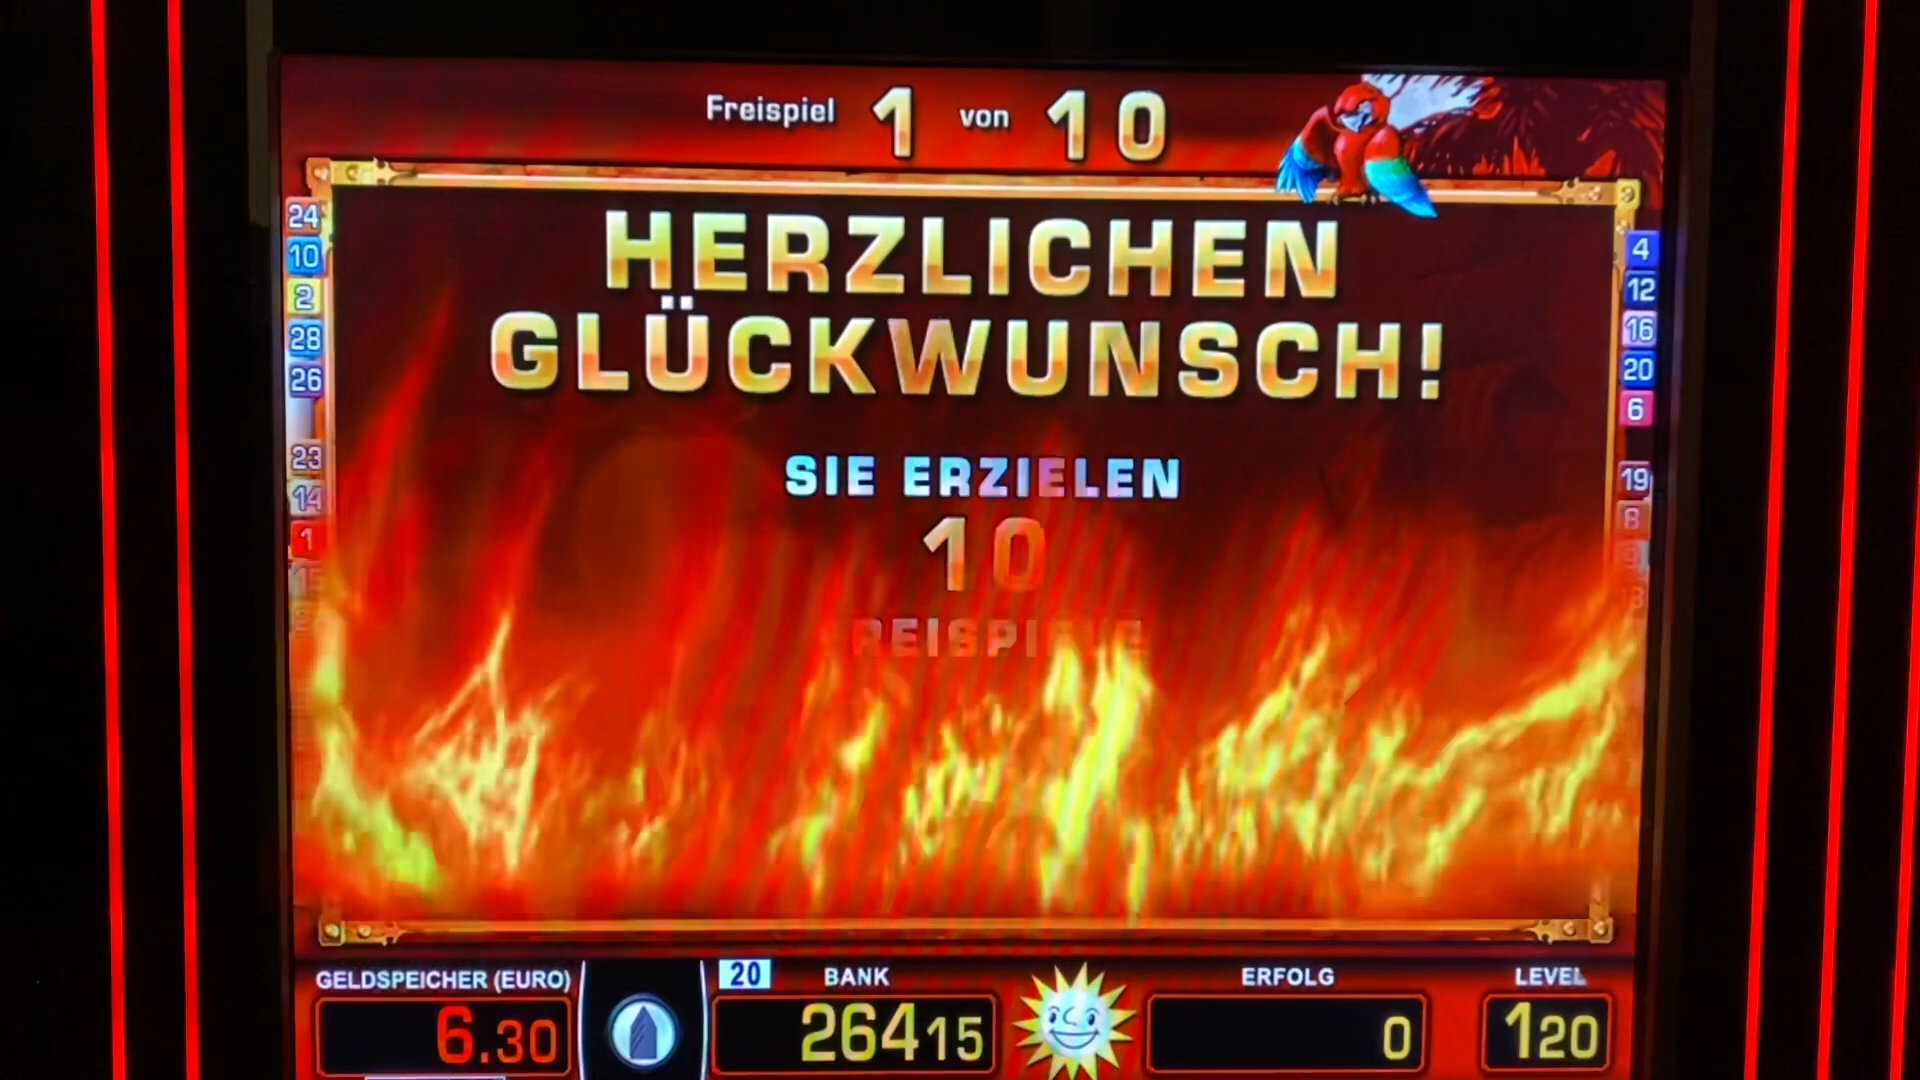 Freispiel 1 von 10
HERZLICHEN
GLÜCKWUNSCH!
SIE ERZIELEN
10
24
10
2
28
26
23
14
1
4
12
16
20
6
19
8
GELDSPEICHER (EURO)
6.30
20 BANK
26415
ERFOLG
0
LEVEL
120